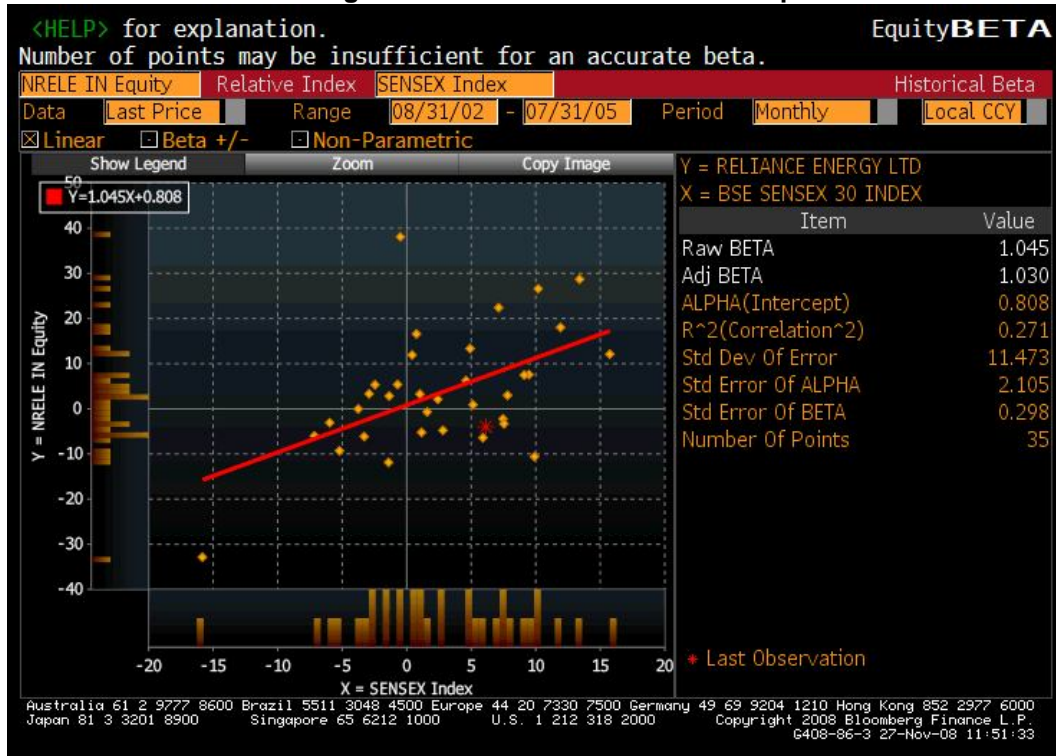 <HELP> for explanation.
EquityBETA
Number of points may be insufficient for an accurate beta.
NRELE IN Equity Relative Index SENSEX Index Historical Beta
Data Last Price Range 08/31/02 - 07/31/05 Period Monthly Local CCY
Linear Beta +/- Non-Parametric
Show Legend Zoom Copy Image
Y=1.045X+0.808
50
40
30
20
10
0
-10
-20
-30
-40
Y = NRELE IN Equity
-20 -15 -10 -5 0 5 10 15 20
X = SENSEX Index
Y = RELIANCE ENERGY LTD
X = BSE SENSEX 30 INDEX
Item Value
Raw BETA 1.045
Adj BETA 1.030
ALPHA(Intercept) 0.808
R^2(Correlation^2) 0.271
Std Dev Of Error 11.473
Std Error Of ALPHA 2.105
Std Error Of BETA 0.298
Number Of Points 35
* Last Observation
Australia 61 2 9777 8600 Brazil 5511 3048 4500 Europe 44 20 7330 7500 Germany 49 69 9204 1210 Hong Kong 852 2977 6000
Japan 81 3 3201 8900 Singapore 65 6212 1000 U.S. 1 212 318 2000 Copyright 2008 Bloomberg Finance L.P.
G408-86-3 27-Nov-08 11:51:33